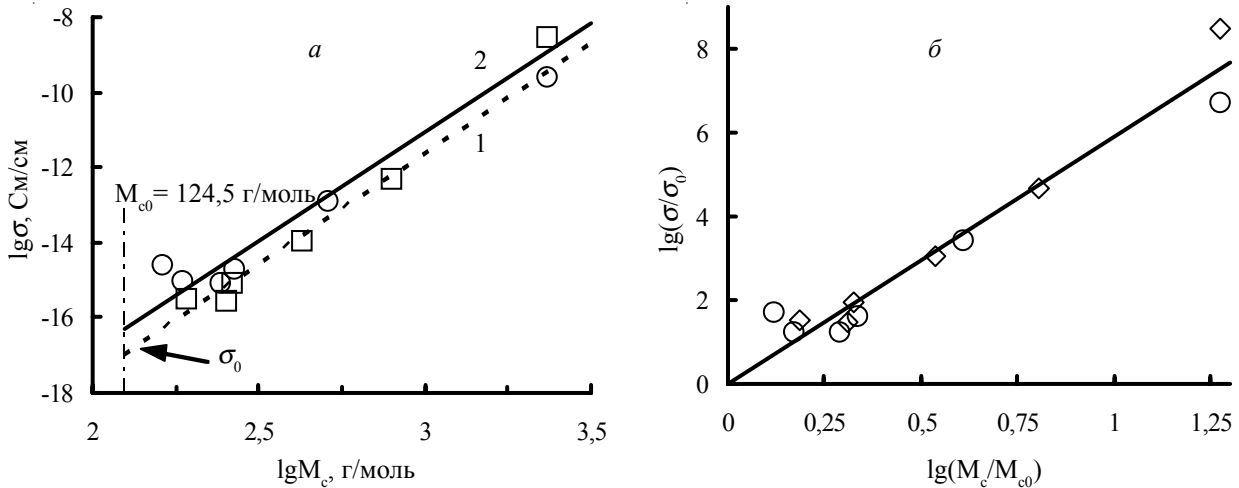 а
lgσ, См/см
-8
-10
-12
-14
-16
-18
2
1
M_c0= 124,5 г/моль
σ_0
2
2,5
3
3,5
lgM_c, г/моль
б
lg(σ/σ_0)
8
6
4
2
0
0
0,25
0,5
0,75
1
1,25
lg(M_c/M_c0)